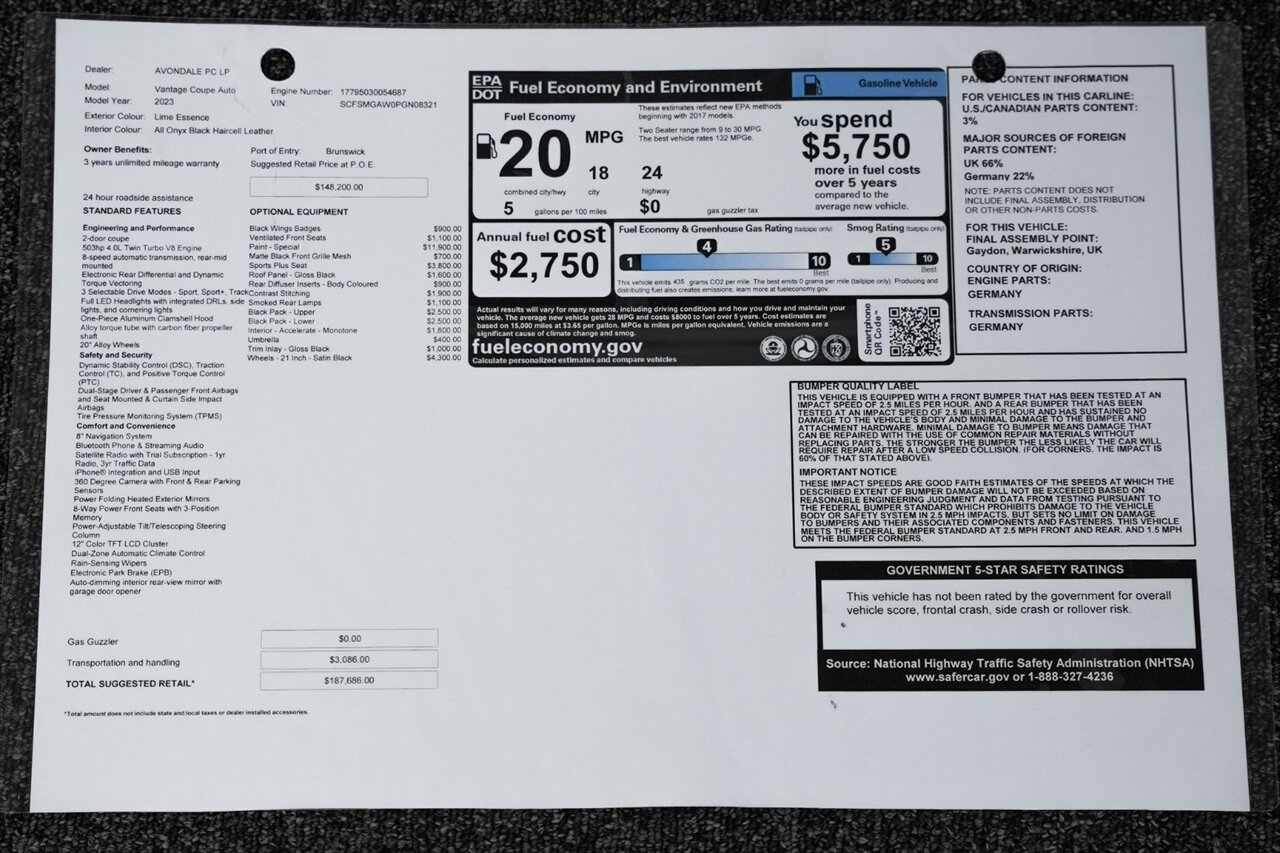 Dealer: AVONDALE PC LP
Model: Vantage Coupe Auto
Engine Number: 17795030054687
Model Year: 2023
VIN: SCFSMGAW0PGN08321
Exterior Colour: Lime Essence
Interior Colour: All Onyx Black Haircell Leather
Owner Benefits:
3 years unlimited mileage warranty
24 hour roadside assistance
Port of Entry: Brunswick
Suggested Retail Price at P.O.E.
$148,200.00
STANDARD FEATURES
Engineering and Performance
2-door coupe
503hp 4.0L Twin Turbo V8 Engine
8-speed automatic transmission, rear-mid
mounted
Electronic Rear Differential and Dynamic
Torque Vectoring
3 Selectable Drive Modes - Sport, Sport+, Track
Full LED Headlights with integrated DRLs, side
lights, and cornering lights
One-Piece Aluminum Clamshell Hood
Alloy torque tube with carbon fiber propeller
shaft
20" Alloy Wheels
Safety and Security
Dynamic Stability Control (DSC), Traction
Control (TC), and Positive Torque Control
(PTC)
Dual-Stage Driver & Passenger Front Airbags
and Seat Mounted & Curtain Side Impact
Airbags
Tire Pressure Monitoring System (TPMS)
Comfort and Convenience
8" Navigation System
Bluetooth Phone & Streaming Audio
Satellite Radio with Trial Subscription - 1yr
Radio, 3yr Traffic Data
iPhone® Integration and USB Input
360 Degree Camera with Front & Rear Parking
Sensors
Power Folding Heated Exterior Mirrors
8-Way Power Front Seats with 3-Position
Memory
Power-Adjustable Tilt/Telescoping Steering
Column
12" Color TFT LCD Cluster
Dual-Zone Automatic Climate Control
Rain-Sensing Wipers
Electronic Park Brake (EPB)
Auto-dimming interior rear-view mirror with
garage door opener
OPTIONAL EQUIPMENT
Black Wings Badges $900.00
Ventilated Front Seats $1,100.00
Paint - Special $11,900.00
Matte Black Front Grille Mesh $700.00
Sports Plus Seat $3,800.00
Roof Panel - Gloss Black $1,600.00
Rear Diffuser Inserts - Body Coloured $900.00
Contrast Stitching $1,900.00
Smoked Rear Lamps $1,100.00
Black Pack - Upper $2,500.00
Black Pack - Lower $2,500.00
Interior - Accelerate - Monotone $1,800.00
Umbrella $400.00
Trim Inlay - Gloss Black $1,000.00
Wheels - 21 Inch - Satin Black $4,300.00
Gas Guzzler $0.00
Transportation and handling $3,086.00
TOTAL SUGGESTED RETAIL* $187,686.00
*Total amount does not include state and local taxes or dealer installed accessories.
EPA
DOT
Fuel Economy and Environment
Gasoline Vehicle
Fuel Economy
These estimates reflect new EPA methods
beginning with 2017 models.
20 MPG
Two Seater range from 9 to 30 MPG.
The best vehicle rates 132 MPGe.
18 24
combined city/hwy city highway
5 gallons per 100 miles
$0 gas guzzler tax
You spend
$5,750
more in fuel costs
over 5 years
compared to the
average new vehicle.
Annual fuel cost
$2,750
Fuel Economy & Greenhouse Gas Rating (tailpipe only)
4
1 10
Best
Smog Rating (tailpipe only)
5
1 10
Best
This vehicle emits 435 grams CO2 per mile. The best emits 0 grams per mile (tailpipe only). Producing and
distributing fuel also creates emissions; learn more at fueleconomy.gov.
Actual results will vary for many reasons, including driving conditions and how you drive and maintain your
vehicle. The average new vehicle gets 28 MPG and costs $8000 to fuel over 5 years. Cost estimates are
based on 15,000 miles at $3.65 per gallon. MPGe is miles per gallon equivalent. Vehicle emissions are a
significant cause of climate change and smog.
fueleconomy.gov
Calculate personalized estimates and compare vehicles
Smartphone
QR Code™
CONTENT INFORMATION
FOR VEHICLES IN THIS CARLINE:
U.S./CANADIAN PARTS CONTENT:
3%
MAJOR SOURCES OF FOREIGN
PARTS CONTENT:
UK 66%
Germany 22%
NOTE: PARTS CONTENT DOES NOT
INCLUDE FINAL ASSEMBLY, DISTRIBUTION
OR OTHER NON-PARTS COSTS.
FOR THIS VEHICLE:
FINAL ASSEMBLY POINT:
Gaydon, Warwickshire, UK
COUNTRY OF ORIGIN:
ENGINE PARTS:
GERMANY
TRANSMISSION PARTS:
GERMANY
BUMPER QUALITY LABEL
THIS VEHICLE IS EQUIPPED WITH A FRONT BUMPER THAT HAS BEEN TESTED AT AN
IMPACT SPEED OF 2.5 MILES PER HOUR, AND A REAR BUMPER THAT HAS BEEN
TESTED AT AN IMPACT SPEED OF 2.5 MILES PER HOUR AND HAS SUSTAINED NO
DAMAGE TO THE VEHICLE'S BODY AND MINIMAL DAMAGE TO THE BUMPER AND
ATTACHMENT HARDWARE. MINIMAL DAMAGE TO BUMPER MEANS DAMAGE THAT
CAN BE REPAIRED WITH THE USE OF COMMON REPAIR MATERIALS WITHOUT
REPLACING PARTS. THE STRONGER THE BUMPER THE LESS LIKELY THE CAR WILL
REQUIRE REPAIR AFTER A LOW SPEED COLLISION. (FOR CORNERS. THE IMPACT IS
60% OF THAT STATED ABOVE).
IMPORTANT NOTICE
THESE IMPACT SPEEDS ARE GOOD FAITH ESTIMATES OF THE SPEEDS AT WHICH THE
DESCRIBED EXTENT OF BUMPER DAMAGE WILL NOT BE EXCEEDED BASED ON
REASONABLE ENGINEERING JUDGMENT AND DATA FROM TESTING PURSUANT TO
THE FEDERAL BUMPER STANDARD WHICH PROHIBITS DAMAGE TO THE VEHICLE
BODY OR SAFETY SYSTEM IN 2.5 MPH IMPACTS. BUT SETS NO LIMIT ON DAMAGE
TO BUMPERS AND THEIR ASSOCIATED COMPONENTS AND FASTENERS. THIS VEHICLE
MEETS THE FEDERAL BUMPER STANDARD AT 2.5 MPH FRONT AND REAR. AND 1.5 MPH
ON THE BUMPER CORNERS.
GOVERNMENT 5-STAR SAFETY RATINGS
This vehicle has not been rated by the government for overall
vehicle score, frontal crash, side crash or rollover risk.
Source: National Highway Traffic Safety Administration (NHTSA)
www.safercar.gov or 1-888-327-4236